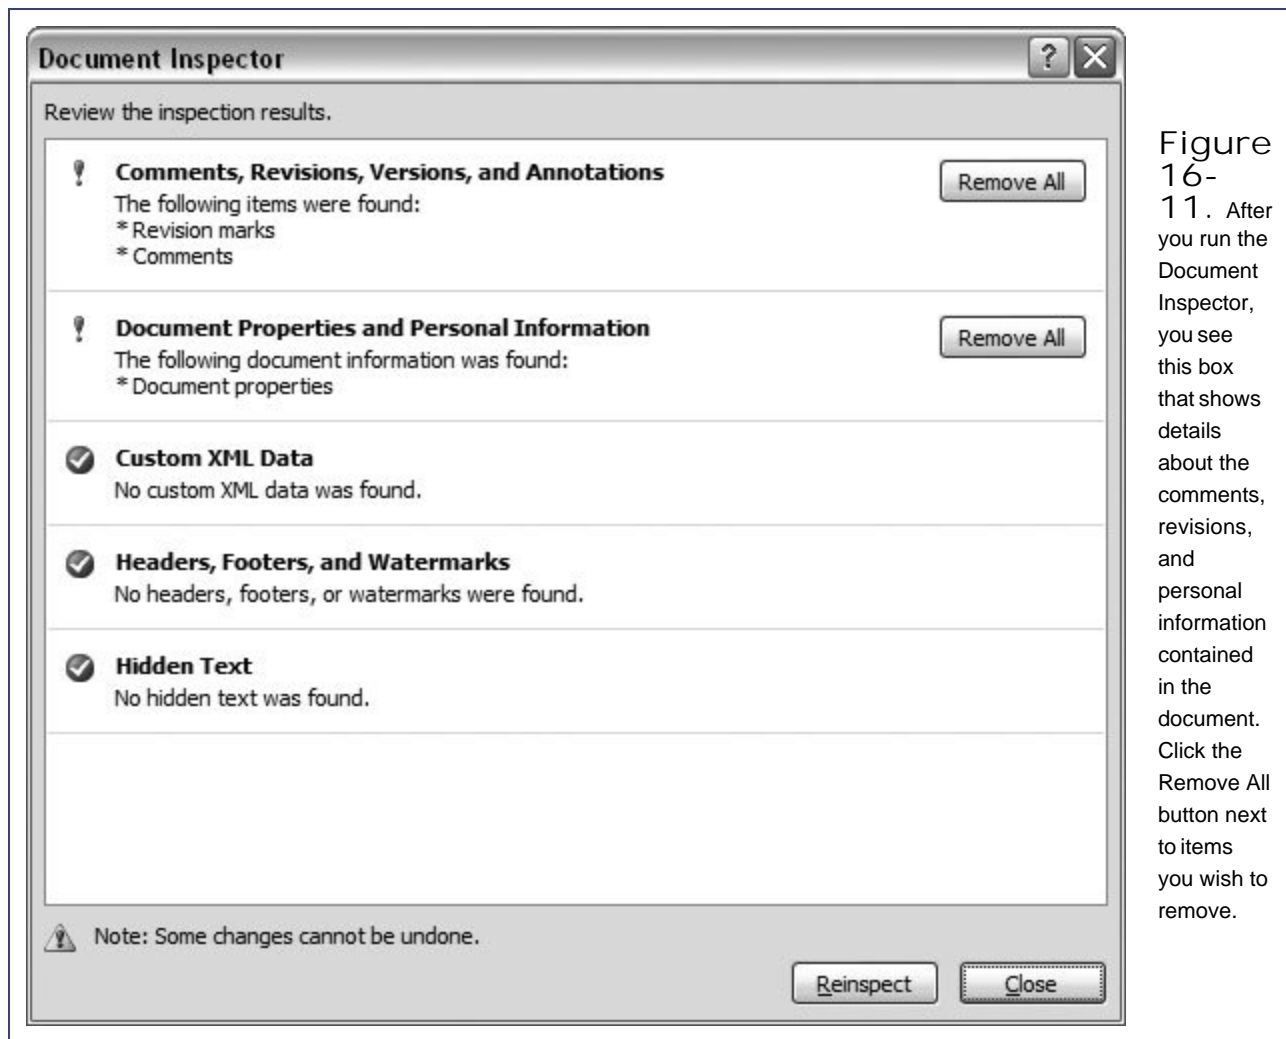 Document Inspector
Review the inspection results.
Comments, Revisions, Versions, and Annotations
Remove All
The following items were found:
* Revision marks
* Comments
Document Properties and Personal Information
Remove All
The following document information was found:
* Document properties
Custom XML Data
No custom XML data was found.
Headers, Footers, and Watermarks
No headers, footers, or watermarks were found.
Hidden Text
No hidden text was found.
Note: Some changes cannot be undone.
Reinspect
Close
Figure
16-
11. After
you run the
Document
Inspector,
you see
this box
that shows
details
about the
comments,
revisions,
and
personal
information
contained
in the
document.
Click the
Remove All
button next
to items
you wish to
remove.